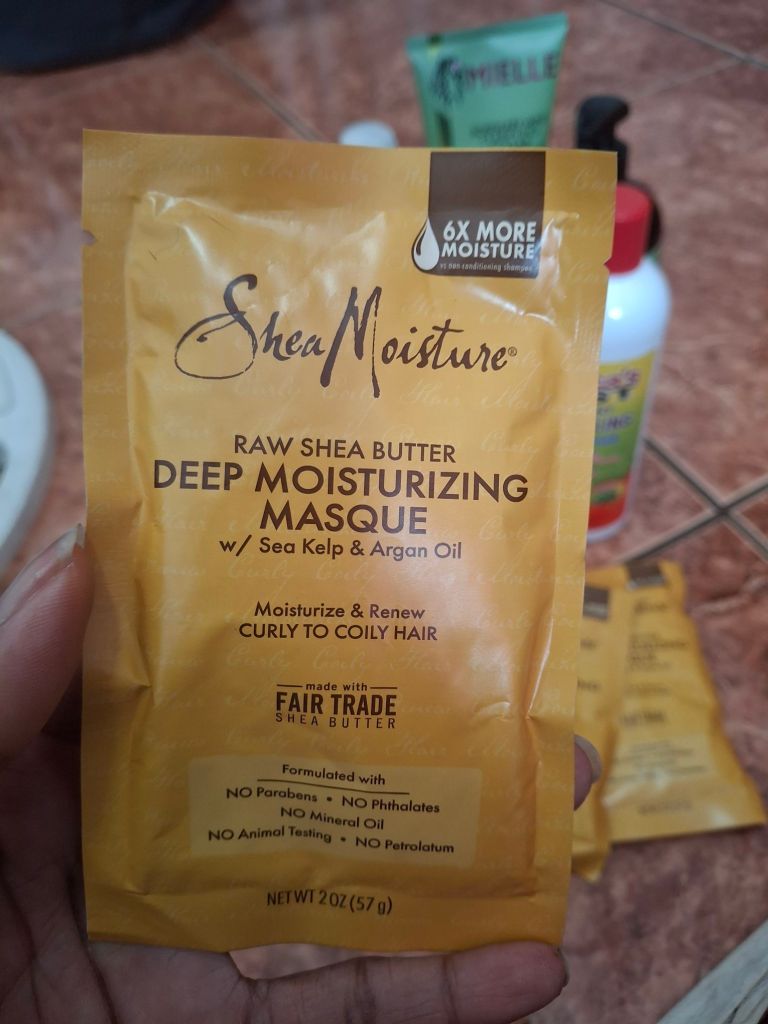 MIELLE
6X MORE
MOISTURE
vs non conditioning shampoo
SheaMoisture®
RAW SHEA BUTTER
DEEP MOISTURIZING
MASQUE
w/ Sea Kelp & Argan Oil
Moisturize & Renew
CURLY TO COILY HAIR
made with
FAIR TRADE
SHEA BUTTER
Formulated with
NO Parabens • NO Phthalates
NO Mineral Oil
NO Animal Testing • NO Petrolatum
NET WT 2 OZ (57 g)